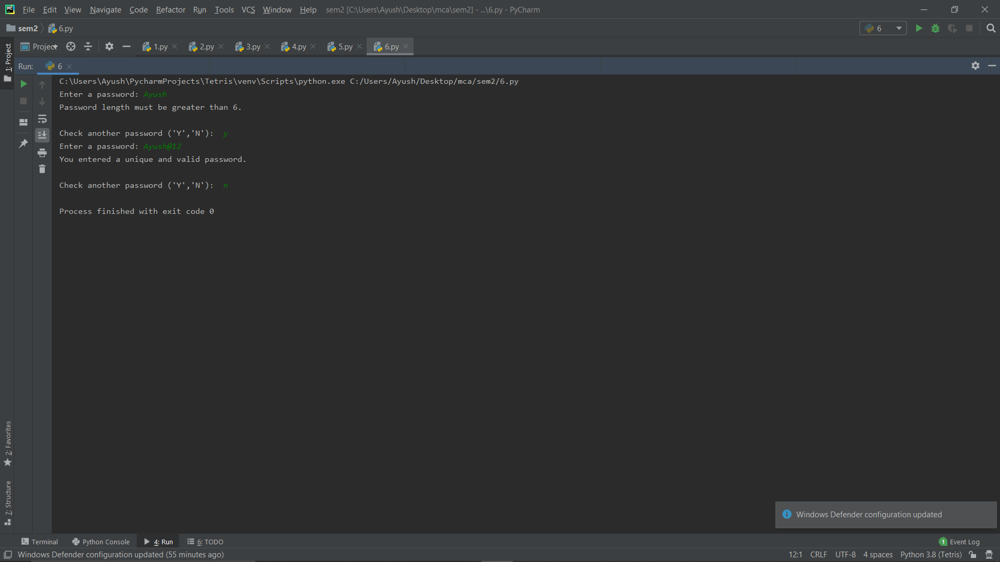 File Edit View Navigate Code Refactor Run Tools VCS Window Help sem2 [C:\Users\Ayush\Desktop\mca\sem2] - ...\6.py - PyCharm
sem2 6.py 6
Project 1.py 2.py 3.py 4.py 5.py 6.py
1: Project
Run: 6
C:\Users\Ayush\PycharmProjects\Tetris\venv\Scripts\python.exe C:/Users/Ayush/Desktop/mca/sem2/6.py
Enter a password: Ayush
Password length must be greater than 6.
Check another password ('Y','N'): y
Enter a password: Ayush@12
You entered a unique and valid password.
Check another password ('Y','N'): n
Process finished with exit code 0
2: Favorites
7: Structure
Windows Defender configuration updated
Terminal Python Console 4: Run 6: TODO 1 Event Log
Windows Defender configuration updated (55 minutes ago) 12:1 CRLF UTF-8 4 spaces Python 3.8 (Tetris)